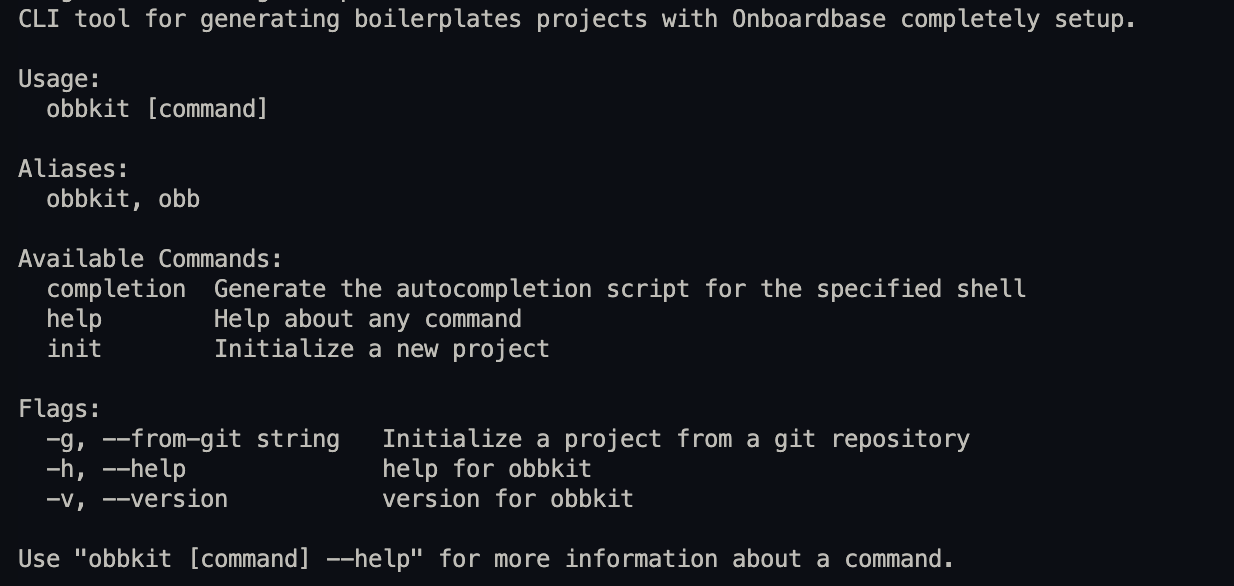 CLI tool for generating boilerplates projects with Onboardbase completely setup.

Usage:
  obbkit [command]

Aliases:
  obbkit, obb

Available Commands:
  completion  Generate the autocompletion script for the specified shell
  help        Help about any command
  init        Initialize a new project

Flags:
  -g, --from-git string   Initialize a project from a git repository
  -h, --help              help for obbkit
  -v, --version           version for obbkit

Use "obbkit [command] --help" for more information about a command.